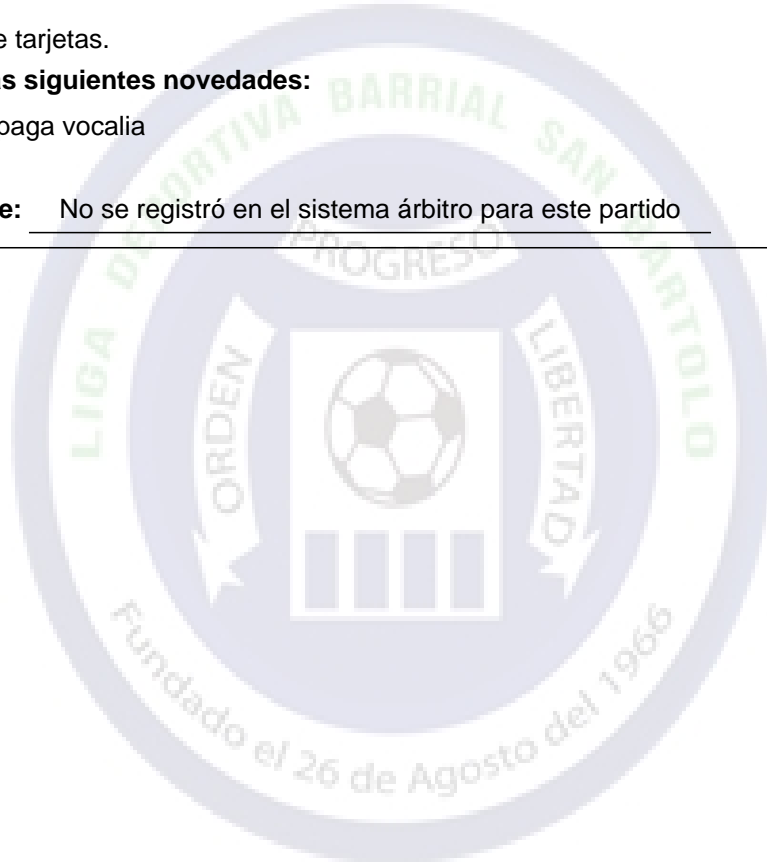 e tarjetas.
as siguientes novedades:
paga vocalia
e: No se registró en el sistema árbitro para este partido
LIGA DEPORTIVA BARRIAL SAN BARTOLO
PROGRESO
ORDEN
LIBERTAD
Fundado el 26 de Agosto del 1966